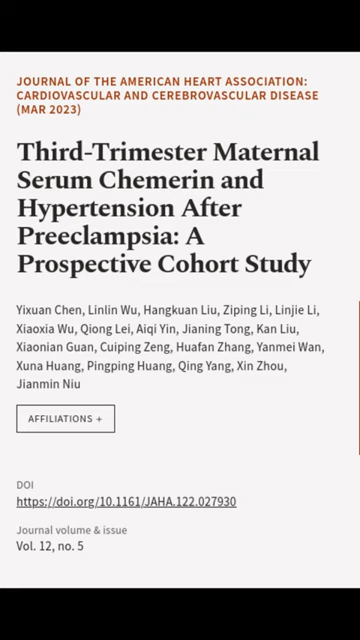 JOURNAL OF THE AMERICAN HEART ASSOCIATION:
CARDIOVASCULAR AND CEREBROVASCULAR DISEASE
(MAR 2023)
Third-Trimester Maternal
Serum Chemerin and
Hypertension After
Preeclampsia: A
Prospective Cohort Study
Yixuan Chen, Linlin Wu, Hangkuan Liu, Ziping Li, Linjie Li,
Xiaoxia Wu, Qiong Lei, Aiqi Yin, Jianing Tong, Kan Liu,
Xiaonian Guan, Cuiping Zeng, Huafan Zhang, Yanmei Wan,
Xuna Huang, Pingping Huang, Qing Yang, Xin Zhou,
Jianmin Niu
AFFILIATIONS +
DOI
https://doi.org/10.1161/JAHA.122.027930
Journal volume & issue
Vol. 12, no. 5